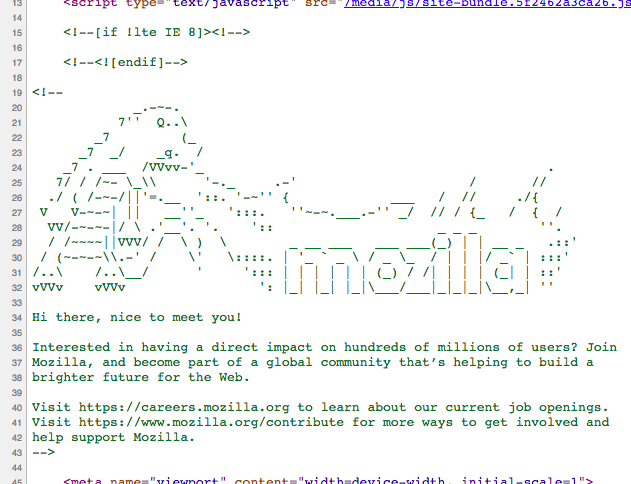 13 <script type="text/javascript" src="/media/js/site-bundle.5f2462a3ca26.js
14
15 <!--[if !lte IE 8]><!-->
16
17 <!--<![endif]-->
18
19 <!--
20 _.-~-.
21 7'' Q..\
22 _7 (_
23 _7 _/ _q. /
24 _7 . ___ /VVvv-'_ .
25 7/ / /~- \_\\ '-._ .-' / //
26 ./ ( /-~-/||'=.__ '::. '-~'' { ___ / // ./{
27 V V-~-~| || __''_ ':::. ''~-~.___.-'' _/ // / {_ / { /
28 VV/-~-~-|/ \ .'__'. '. ':: _ _ _ ''.
29 / /~~~~||VVV/ / \ ) \ _ __ ___ ___ ___(_) | | __ _ .::'
30 / (~-~-~\\.-' / \' \::::. | '_ ` _ \ / _ \_ / | | | |/ _` | :::'
31 /..\ /..\__/ ' '::: | | | | | | (_) / /| | | | (_| | ::'
32 vVVv vVVv ': |_| |_| |_|\___/___|_|_|_|\__,_| ''
33
34 Hi there, nice to meet you!
35
36 Interested in having a direct impact on hundreds of millions of users? Join
37 Mozilla, and become part of a global community that’s helping to build a
38 brighter future for the Web.
39
40 Visit https://careers.mozilla.org to learn about our current job openings.
41 Visit https://www.mozilla.org/contribute for more ways to get involved and
42 help support Mozilla.
43 -->
44
45 <meta name="viewport" content="width=device-width, initial-scale=1">